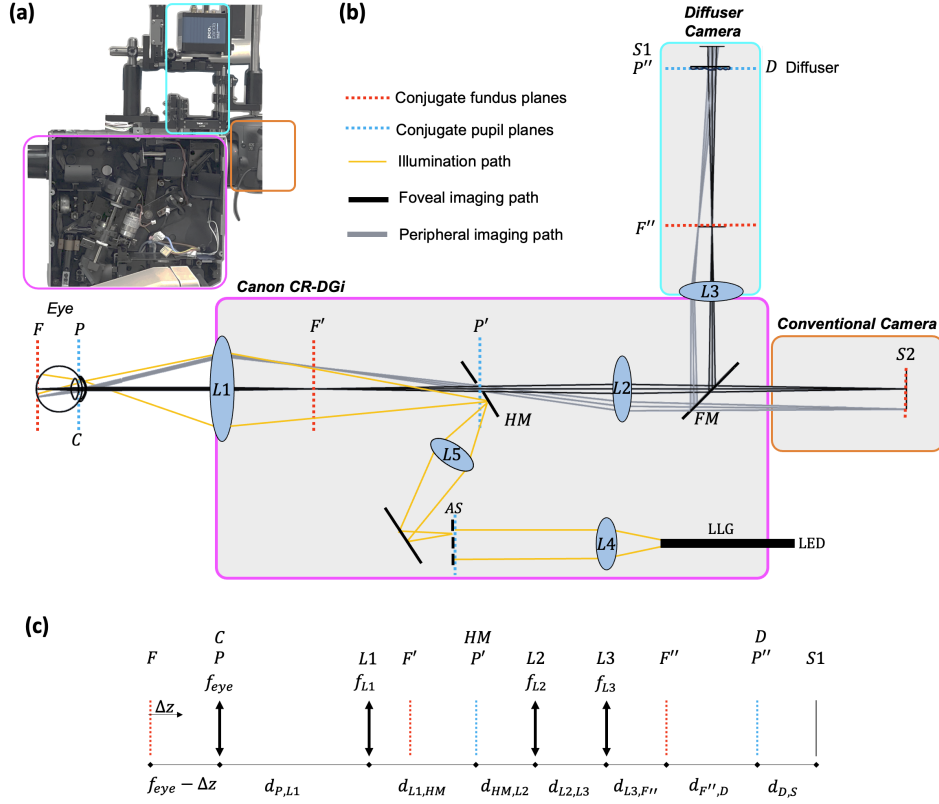 (a)
(b)
Diffuser
Camera
S1
P''
D Diffuser
Conjugate fundus planes
Conjugate pupil planes
Illumination path
Foveal imaging path
Peripheral imaging path
F''
L3
Canon CR-DGi
Conventional Camera
Eye
F
P
F'
P'
S2
L1
L2
C
HM
FM
L5
AS
L4
LLG
LED
(c)
C HM D
F P L1 F' P' L2 L3 F'' P'' S1
f_eye f_L1 f_L2 f_L3
Δz
f_eye − Δz d_P,L1 d_L1,HM d_HM,L2 d_L2,L3 d_L3,F'' d_F'',D d_D,S